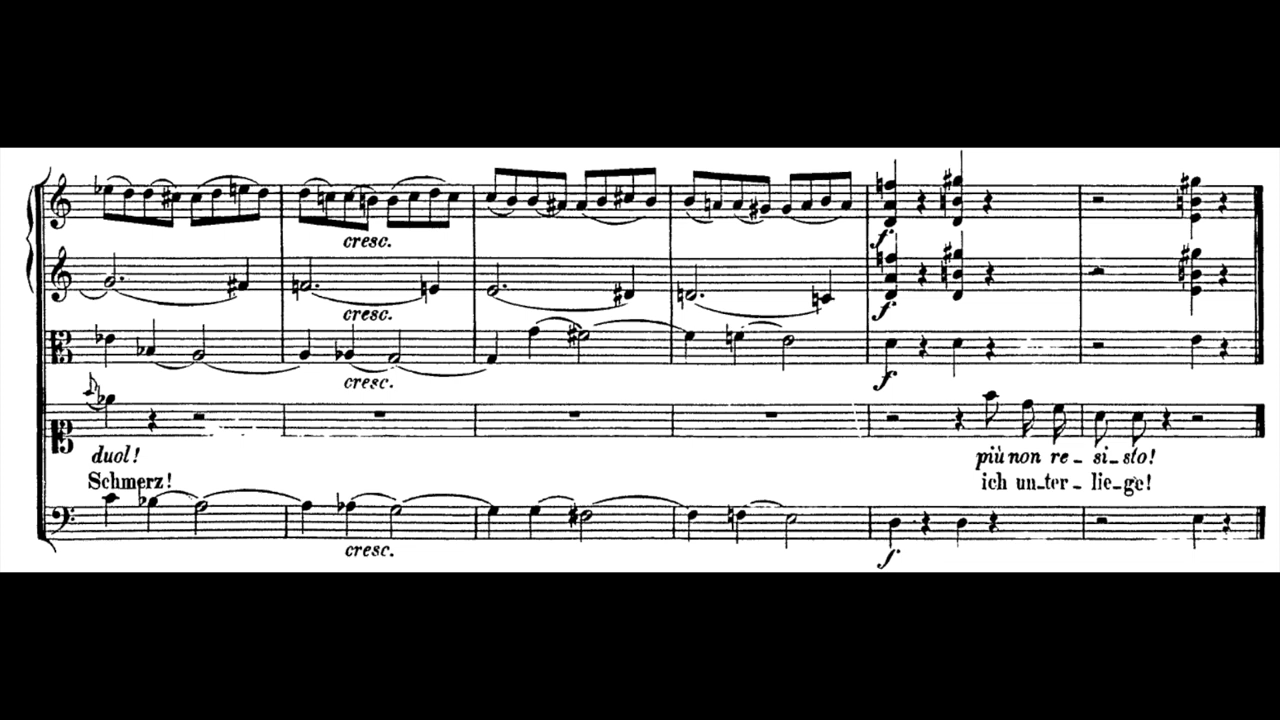 cresc.
f
cresc.
f
cresc.
f
duol! più non re_si_sto!
Schmerz! ich un_ter_lie_ge!
cresc.
f